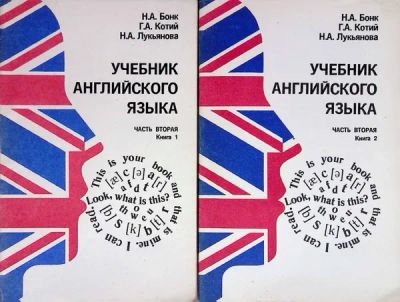 Н.А. Бонк
Г.А. Котий
Н.А. Лукьянова
УЧЕБНИК
АНГЛИЙСКОГО
ЯЗЫКА
ЧАСТЬ ВТОРАЯ
Книга 1
This is your book and that is mine. I can read.
[æ] c [ə] a [r]
a f d t
Look, what is this?
t o u
h w e
[b] s [k] [t]
Н.А. Бонк
Г.А. Котий
Н.А. Лукьянова
УЧЕБНИК
АНГЛИЙСКОГО
ЯЗЫКА
ЧАСТЬ ВТОРАЯ
Книга 2
This is your book and that is mine. I can read.
[æ] c [ə] a [r]
a f d t
Look, what is this?